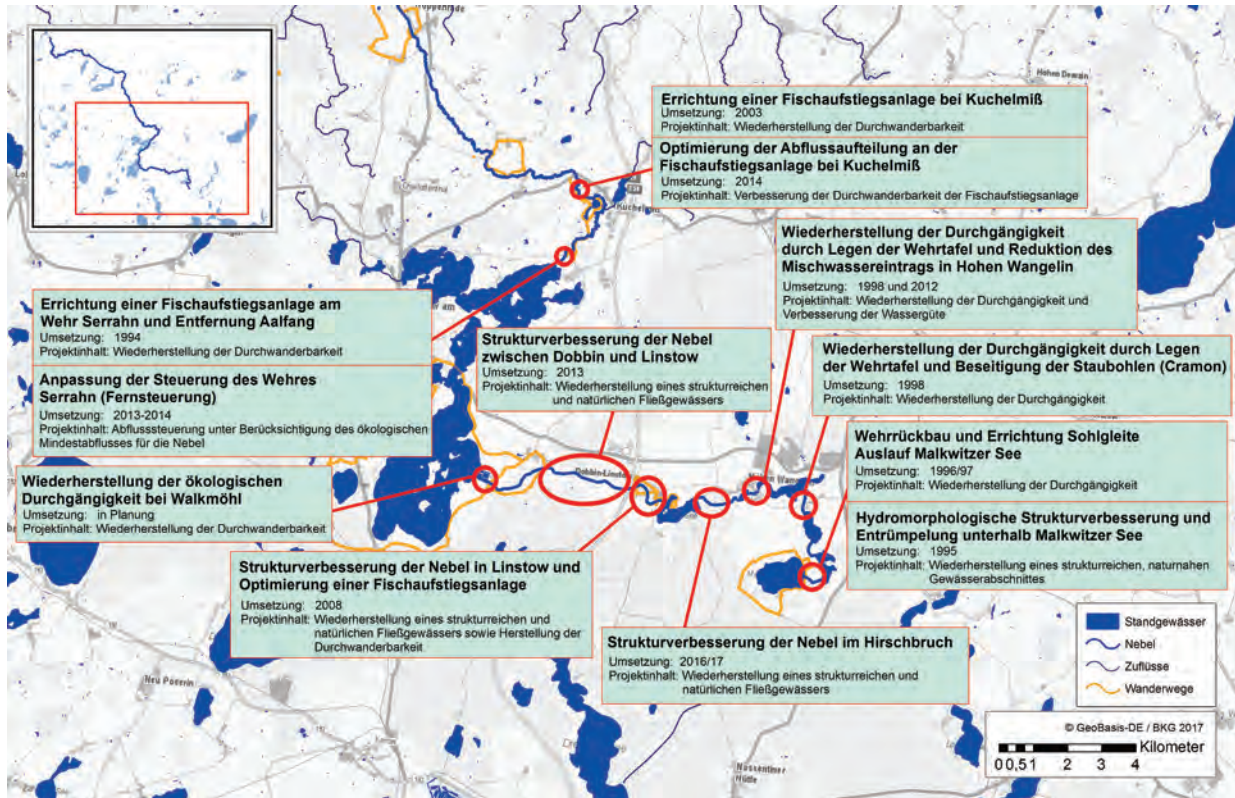 Errichtung einer Fischaufstiegsanlage bei Kuchelmiß
Umsetzung: 2003
Projektinhalt: Wiederherstellung der Durchwanderbarkeit
Optimierung der Abflussaufteilung an der
Fischaufstiegsanlage bei Kuchelmiß
Umsetzung: 2014
Projektinhalt: Verbesserung der Durchwanderbarkeit der Fischaufstiegsanlage
Wiederherstellung der Durchgängigkeit
durch Legen der Wehrtafel und Reduktion des
Mischwassereintrags in Hohen Wangelin
Umsetzung: 1998 und 2012
Projektinhalt: Wiederherstellung der Durchgängigkeit und
Verbesserung der Wassergüte
Errichtung einer Fischaufstiegsanlage am
Wehr Serrahn und Entfernung Aalfang
Umsetzung: 1994
Projektinhalt: Wiederherstellung der Durchwanderbarkeit
Anpassung der Steuerung des Wehres
Serrahn (Fernsteuerung)
Umsetzung: 2013-2014
Projektinhalt: Abflusssteuerung unter Berücksichtigung des ökologischen
Mindestabflusses für die Nebel
Strukturverbesserung der Nebel
zwischen Dobbin und Linstow
Umsetzung: 2013
Projektinhalt: Wiederherstellung eines strukturreichen
und natürlichen Fließgewässers
Wiederherstellung der Durchgängigkeit durch Legen
der Wehrtafel und Beseitigung der Staubohlen (Cramon)
Umsetzung: 1998
Projektinhalt: Wiederherstellung der Durchgängigkeit
Wehrrückbau und Errichtung Sohlgleite
Auslauf Malkwitzer See
Umsetzung: 1996/97
Projektinhalt: Wiederherstellung der Durchgängigkeit
Hydromorphologische Strukturverbesserung und
Entrümpelung unterhalb Malkwitzer See
Umsetzung: 1995
Projektinhalt: Wiederherstellung eines strukturreichen, naturnahen
Gewässerabschnittes
Wiederherstellung der ökologischen
Durchgängigkeit bei Walkmöhl
Umsetzung: in Planung
Projektinhalt: Wiederherstellung der Durchwanderbarkeit
Dobbin-Linstow
Strukturverbesserung der Nebel in Linstow und
Optimierung einer Fischaufstiegsanlage
Umsetzung: 2008
Projektinhalt: Wiederherstellung eines strukturreichen und
natürlichen Fließgewässers sowie Herstellung der
Durchwanderbarkeit
Strukturverbesserung der Nebel im Hirschbruch
Umsetzung: 2016/17
Projektinhalt: Wiederherstellung eines strukturreichen und
natürlichen Fließgewässers
Neu Poserin
Nossentiner
Hütte
Standgewässer
Nebel
Zuflüsse
Wanderwege
© GeoBasis-DE / BKG 2017
Kilometer
0 0,5 1 2 3 4